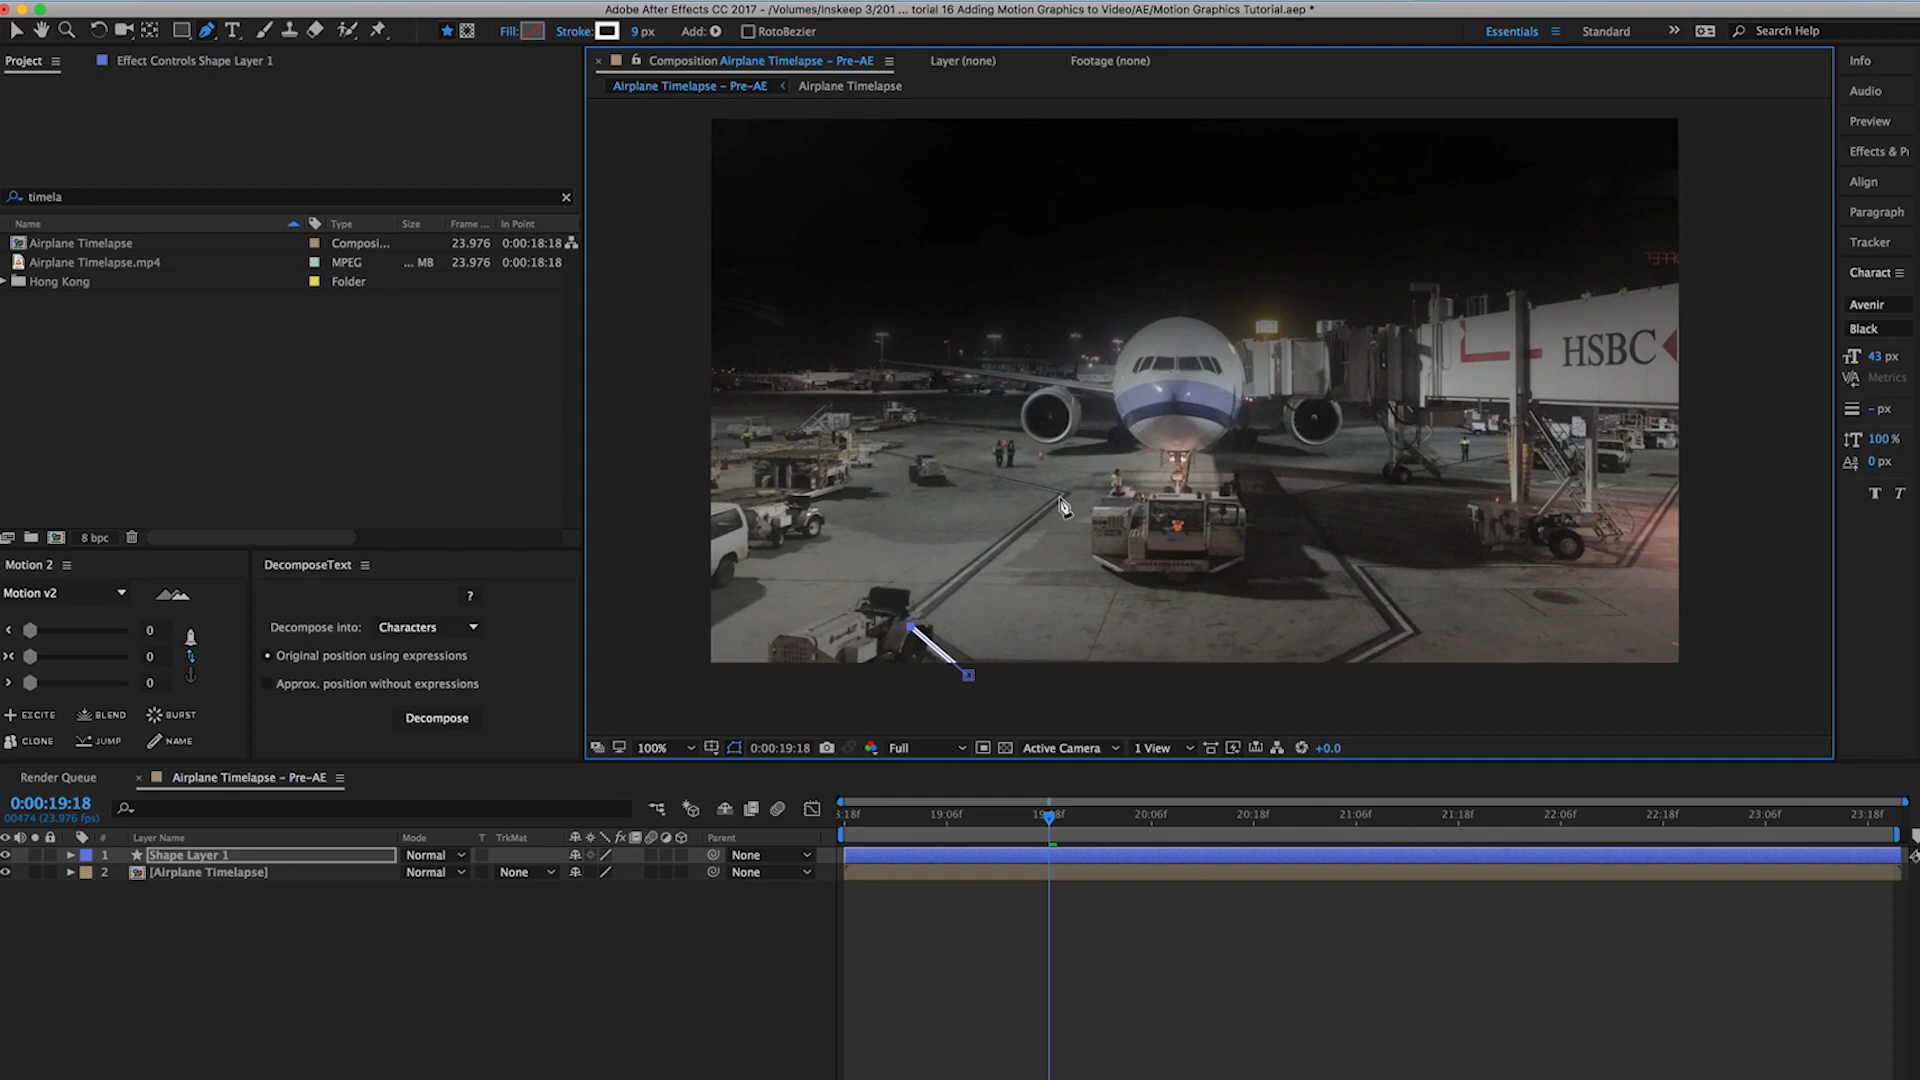 Adobe After Effects CC 2017 - /Volumes/Inskeep 3/201 ... torial 16 Adding Motion Graphics to Video/AE/Motion Graphics Tutorial.aep *
Fill: Stroke: 9 px Add: RotoBezier Essentials Standard Search Help
Project Effect Controls Shape Layer 1
Composition Airplane Timelapse – Pre-AE Layer (none) Footage (none)
Airplane Timelapse – Pre-AE Airplane Timelapse
timela
Name Type Size Frame ... In Point
Airplane Timelapse Composi... 23.976 0:00:18:18
Airplane Timelapse.mp4 MPEG ... MB 23.976 0:00:18:18
Hong Kong Folder
8 bpc
HSBC
Info
Audio
Preview
Effects & Pr
Align
Paragraph
Tracker
Charact
Avenir
Black
43 px
Metrics
– px
100 %
0 px
T T
Motion 2 DecomposeText
Motion v2 ?
Decompose into: Characters
0 Original position using expressions
0 Approx. position without expressions
0
Decompose
EXCITE BLEND BURST
CLONE JUMP NAME
100% 0:00:19:18 Full Active Camera 1 View +0.0
Render Queue Airplane Timelapse – Pre-AE
0:00:19:18
00474 (23.976 fps)
# Layer Name Mode T TrkMat fx Parent
1 Shape Layer 1 Normal None
2 [Airplane Timelapse] Normal None None
19:06f 20:06f 20:18f 21:06f 21:18f 22:06f 22:18f 23:06f 23:18f